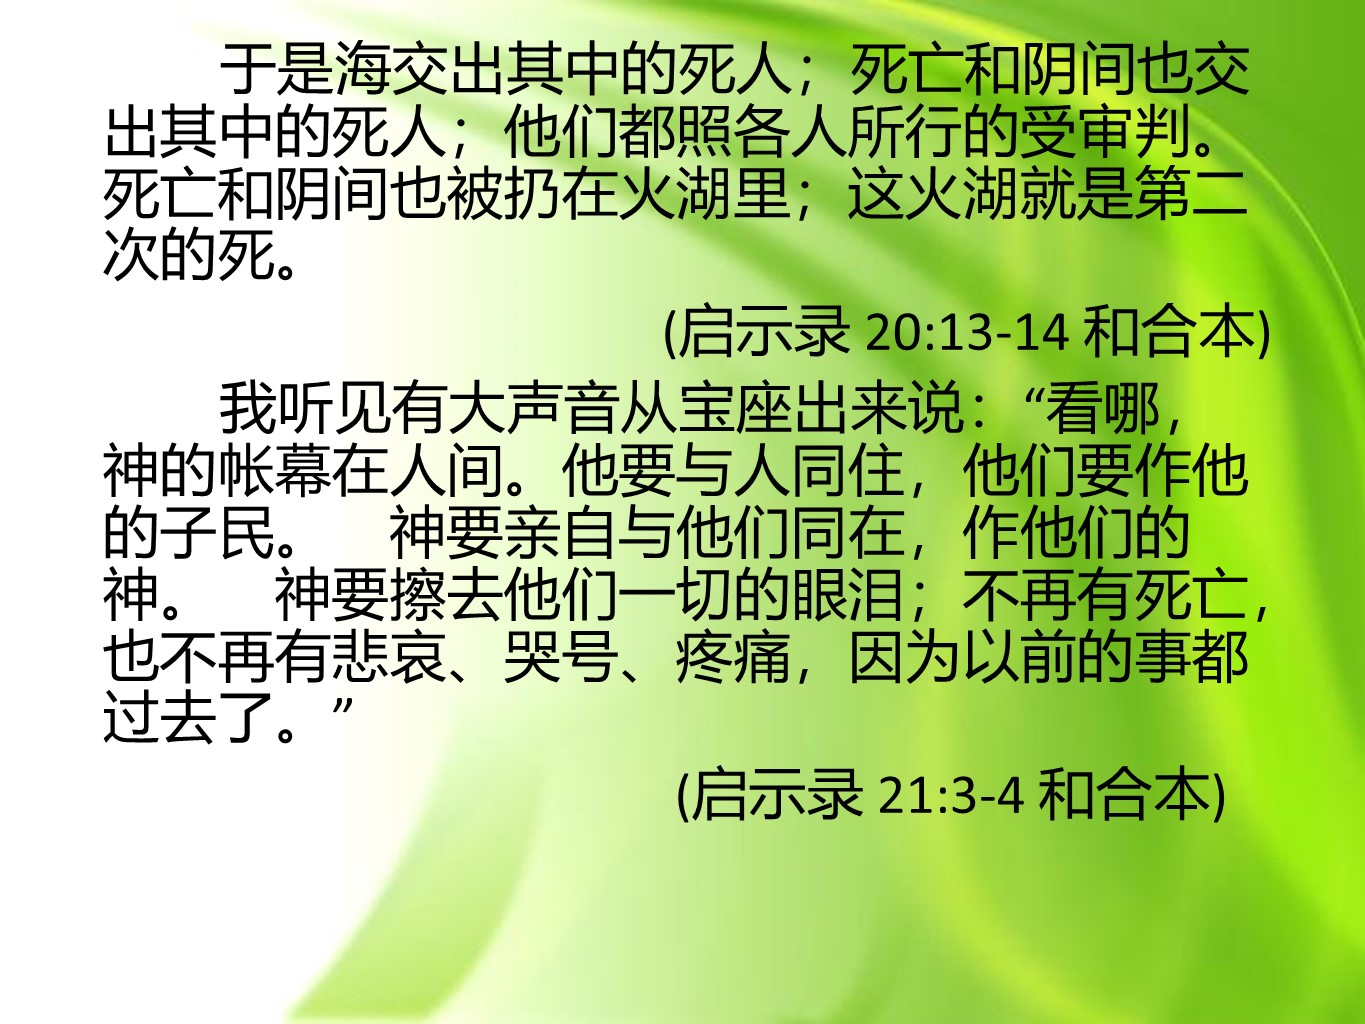 于是海交出其中的死人；死亡和阴间也交
出其中的死人；他们都照各人所行的受审判。
死亡和阴间也被扔在火湖里；这火湖就是第二
次的死。
(启示录 20:13-14 和合本)
我听见有大声音从宝座出来说：“看哪，
神的帐幕在人间。他要与人同住，他们要作他
的子民。　神要亲自与他们同在，作他们的
神。　神要擦去他们一切的眼泪；不再有死亡，
也不再有悲哀、哭号、疼痛，因为以前的事都
过去了。”
(启示录 21:3-4 和合本)